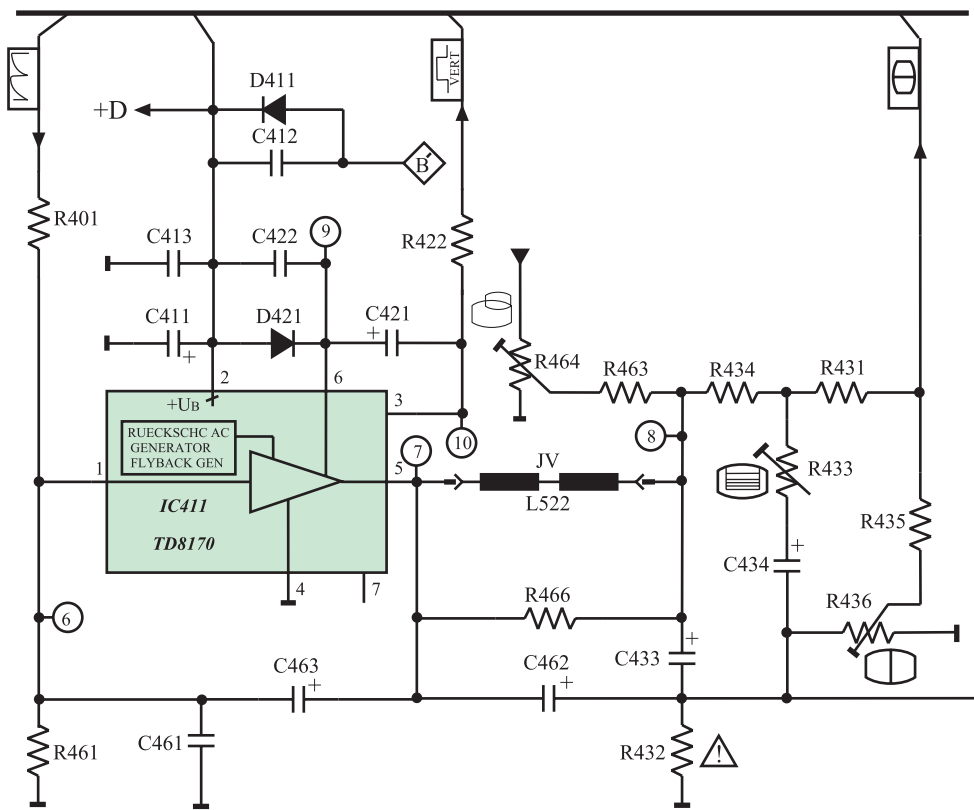 D411
VERT
+D
C412
B'
R401
R422
C413
C422
9
C411
D421
C421
+
+
R464
R463
R434
R431
2
6
3
+UB
RUECKSCHC AC
GENERATOR
FLYBACK GEN
10
7
8
1
5
JV
R433
IC411
L522
R435
TD8170
+
C434
4
7
R466
R436
6
+
C433
C463
+
C462
+
R461
C461
R432
!